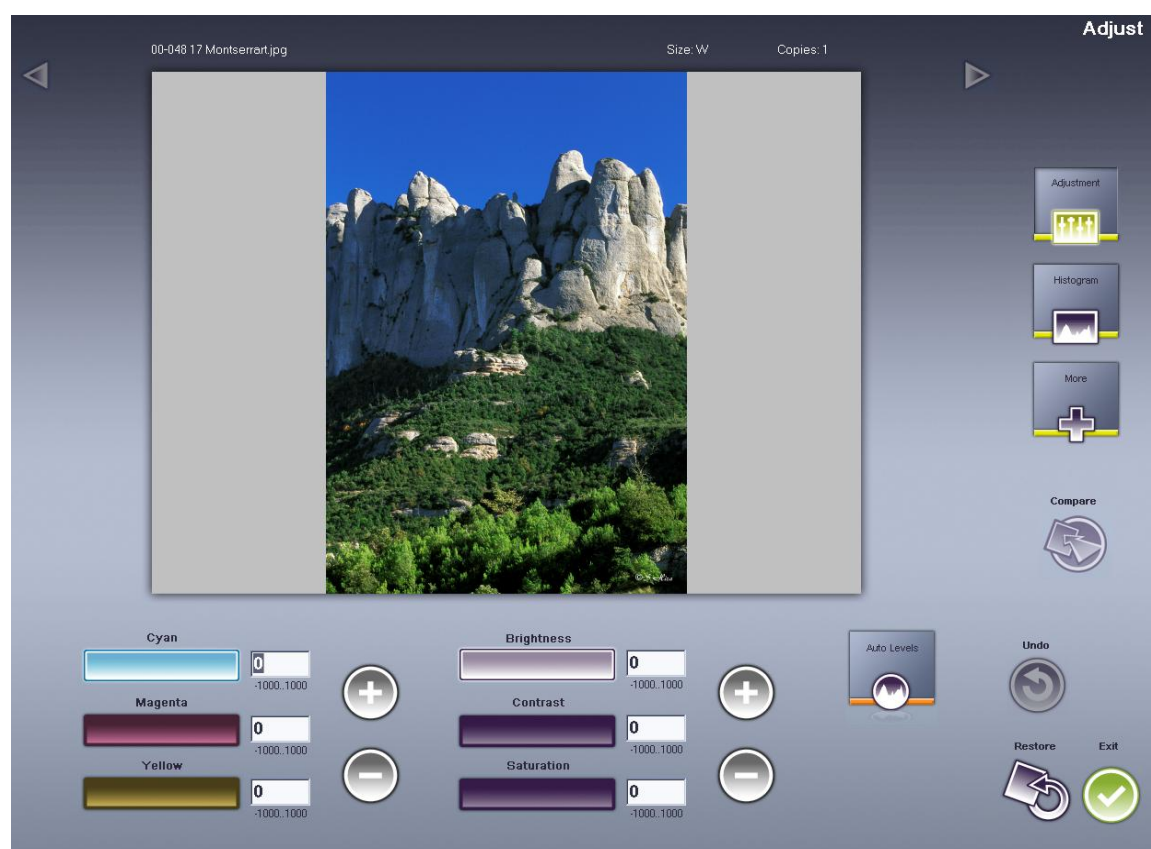 Adjust
00-048 17 Montserrart.jpg Size: W Copies: 1
Adjustment
Histogram
More
Compare
Cyan
0
-1000..1000
Magenta
0
-1000..1000
Yellow
0
-1000..1000
Brightness
0
-1000..1000
Contrast
0
-1000..1000
Saturation
0
-1000..1000
Auto Levels
Undo
Restore Exit